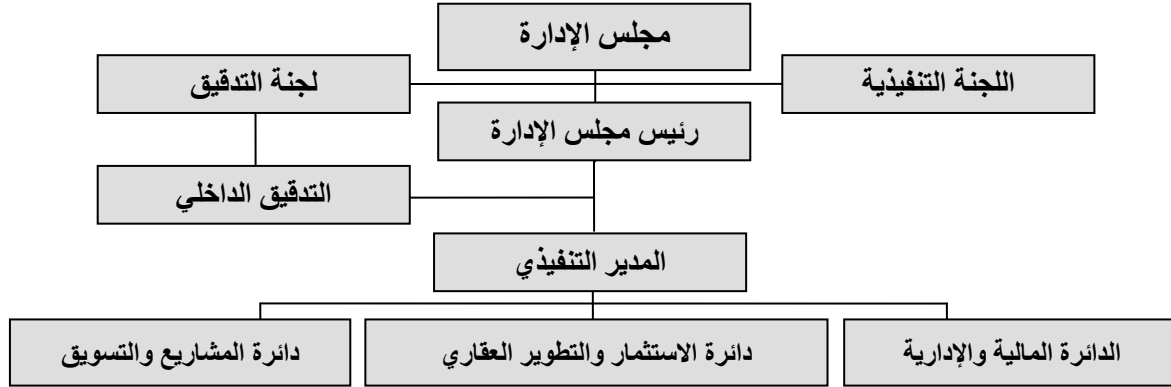 مجلس الإدارة
اللجنة التنفيذية
لجنة التدقيق
رئيس مجلس الإدارة
التدقيق الداخلي
المدير التنفيذي
الدائرة المالية والإدارية
دائرة الاستثمار والتطوير العقاري
دائرة المشاريع والتسويق